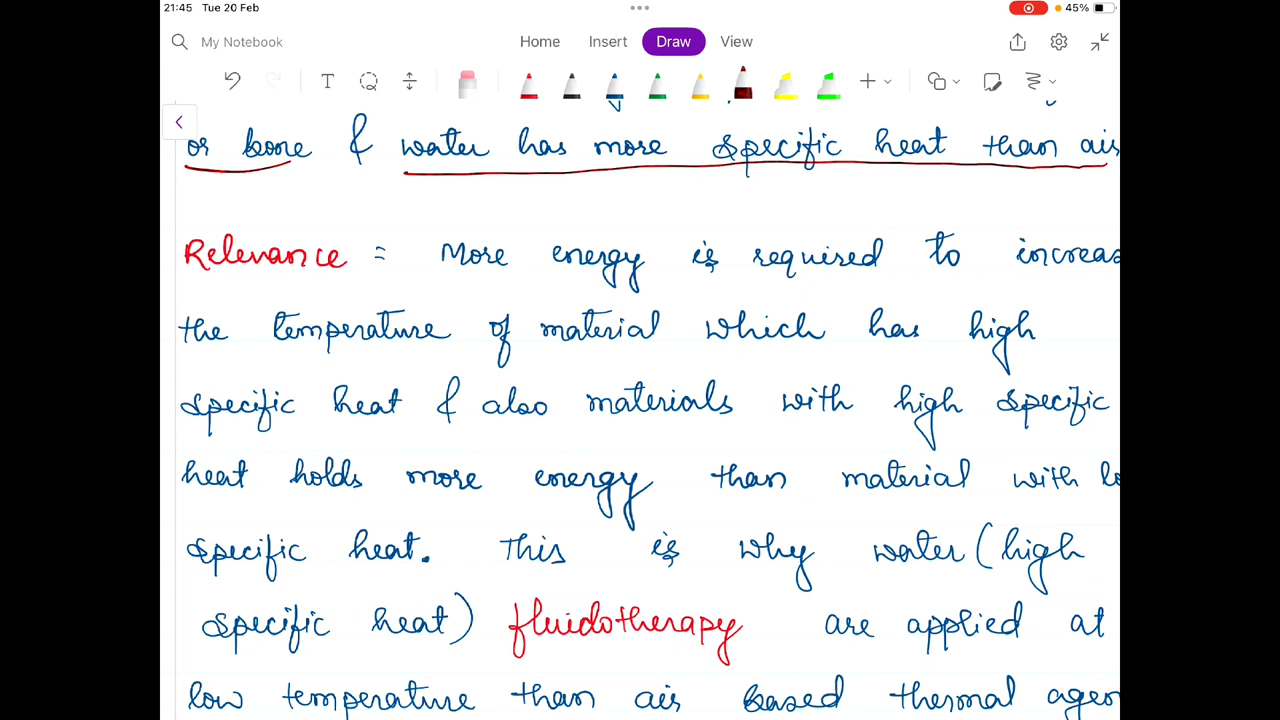 21:45 Tue 20 Feb
45%
My Notebook
Home Insert Draw View
T
or bone & water has more specific heat than air
Relevance = More energy is required to increas
the temperature of material which has high
specific heat & also materials with high specific
heat holds more energy than material with lo
specific heat. This is why water (high
specific heat) fluidotherapy are applied at
low temperature than air based thermal agen